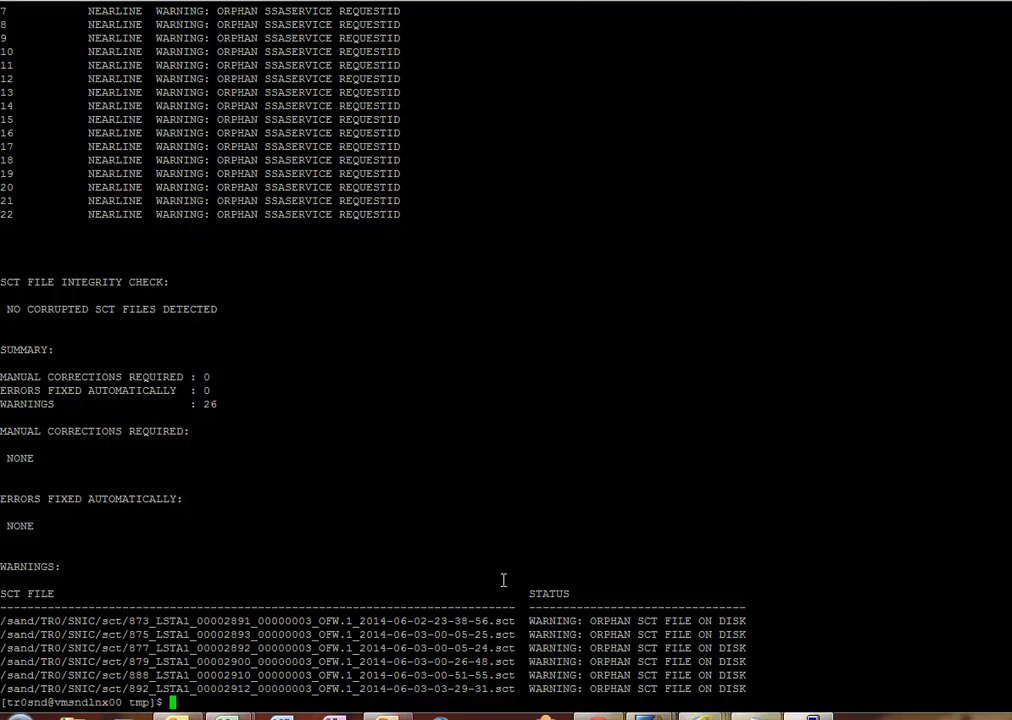 7 NEARLINE WARNING: ORPHAN SSASERVICE REQUESTID
8 NEARLINE WARNING: ORPHAN SSASERVICE REQUESTID
9 NEARLINE WARNING: ORPHAN SSASERVICE REQUESTID
10 NEARLINE WARNING: ORPHAN SSASERVICE REQUESTID
11 NEARLINE WARNING: ORPHAN SSASERVICE REQUESTID
12 NEARLINE WARNING: ORPHAN SSASERVICE REQUESTID
13 NEARLINE WARNING: ORPHAN SSASERVICE REQUESTID
14 NEARLINE WARNING: ORPHAN SSASERVICE REQUESTID
15 NEARLINE WARNING: ORPHAN SSASERVICE REQUESTID
16 NEARLINE WARNING: ORPHAN SSASERVICE REQUESTID
17 NEARLINE WARNING: ORPHAN SSASERVICE REQUESTID
18 NEARLINE WARNING: ORPHAN SSASERVICE REQUESTID
19 NEARLINE WARNING: ORPHAN SSASERVICE REQUESTID
20 NEARLINE WARNING: ORPHAN SSASERVICE REQUESTID
21 NEARLINE WARNING: ORPHAN SSASERVICE REQUESTID
22 NEARLINE WARNING: ORPHAN SSASERVICE REQUESTID
SCT FILE INTEGRITY CHECK:
NO CORRUPTED SCT FILES DETECTED
SUMMARY:
MANUAL CORRECTIONS REQUIRED : 0
ERRORS FIXED AUTOMATICALLY : 0
WARNINGS : 26
MANUAL CORRECTIONS REQUIRED:
NONE
ERRORS FIXED AUTOMATICALLY:
NONE
WARNINGS:
SCT FILE STATUS
----------------------------------------------------------------------------  --------------------------------
/sand/TR0/SNIC/sct/873_LSTA1_00002891_00000003_OFW.1_2014-06-02-23-38-56.sct WARNING: ORPHAN SCT FILE ON DISK
/sand/TR0/SNIC/sct/875_LSTA1_00002893_00000003_OFW.1_2014-06-03-00-05-25.sct WARNING: ORPHAN SCT FILE ON DISK
/sand/TR0/SNIC/sct/877_LSTA1_00002892_00000003_OFW.1_2014-06-03-00-05-24.sct WARNING: ORPHAN SCT FILE ON DISK
/sand/TR0/SNIC/sct/879_LSTA1_00002900_00000003_OFW.1_2014-06-03-00-26-48.sct WARNING: ORPHAN SCT FILE ON DISK
/sand/TR0/SNIC/sct/888_LSTA1_00002910_00000003_OFW.1_2014-06-03-00-51-55.sct WARNING: ORPHAN SCT FILE ON DISK
/sand/TR0/SNIC/sct/892_LSTA1_00002912_00000003_OFW.1_2014-06-03-03-29-31.sct WARNING: ORPHAN SCT FILE ON DISK
[tr0snd@vmsndlnx00 tmp]$